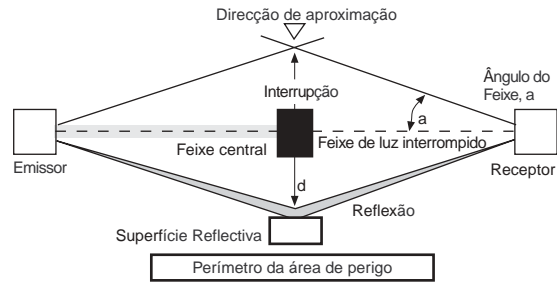 Direcção de aproximação
Interrupção
Ângulo do
Feixe, a
a
Feixe central
Feixe de luz interrompido
Emissor
Receptor
d
Reflexão
Superfície Reflectiva
Perímetro da área de perigo